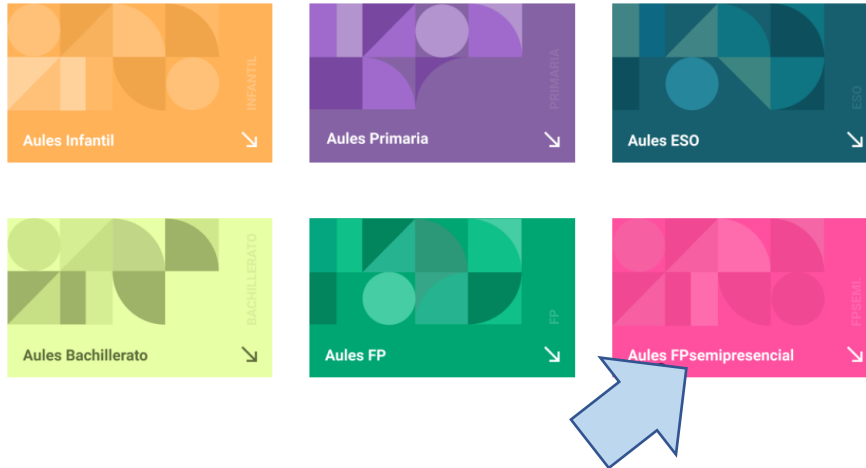 INFANTIL
Aules Infantil
PRIMARIA
Aules Primaria
ESO
Aules ESO
BACHILLERATO
Aules Bachillerato
FP
Aules FP
FPSEMI
Aules FPsemipresencial